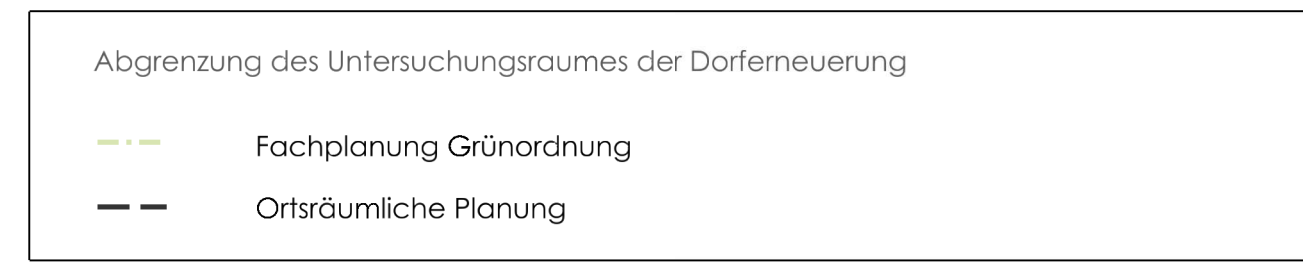 Abgrenzung des Untersuchungsraumes der Dorferneuerung
Fachplanung Grünordnung
Ortsräumliche Planung